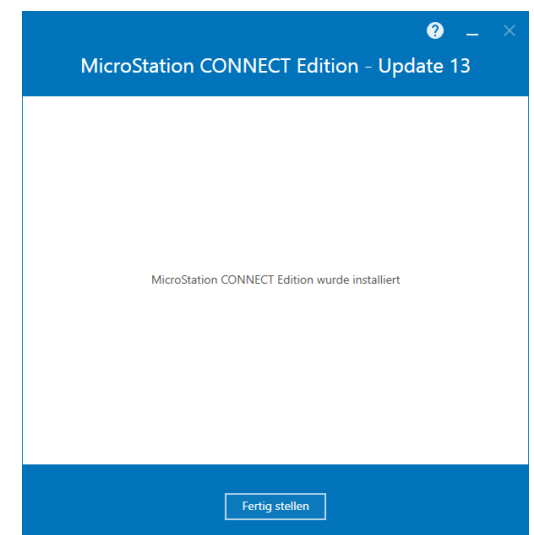 MicroStation CONNECT Edition - Update 13
MicroStation CONNECT Edition wurde installiert
Fertig stellen